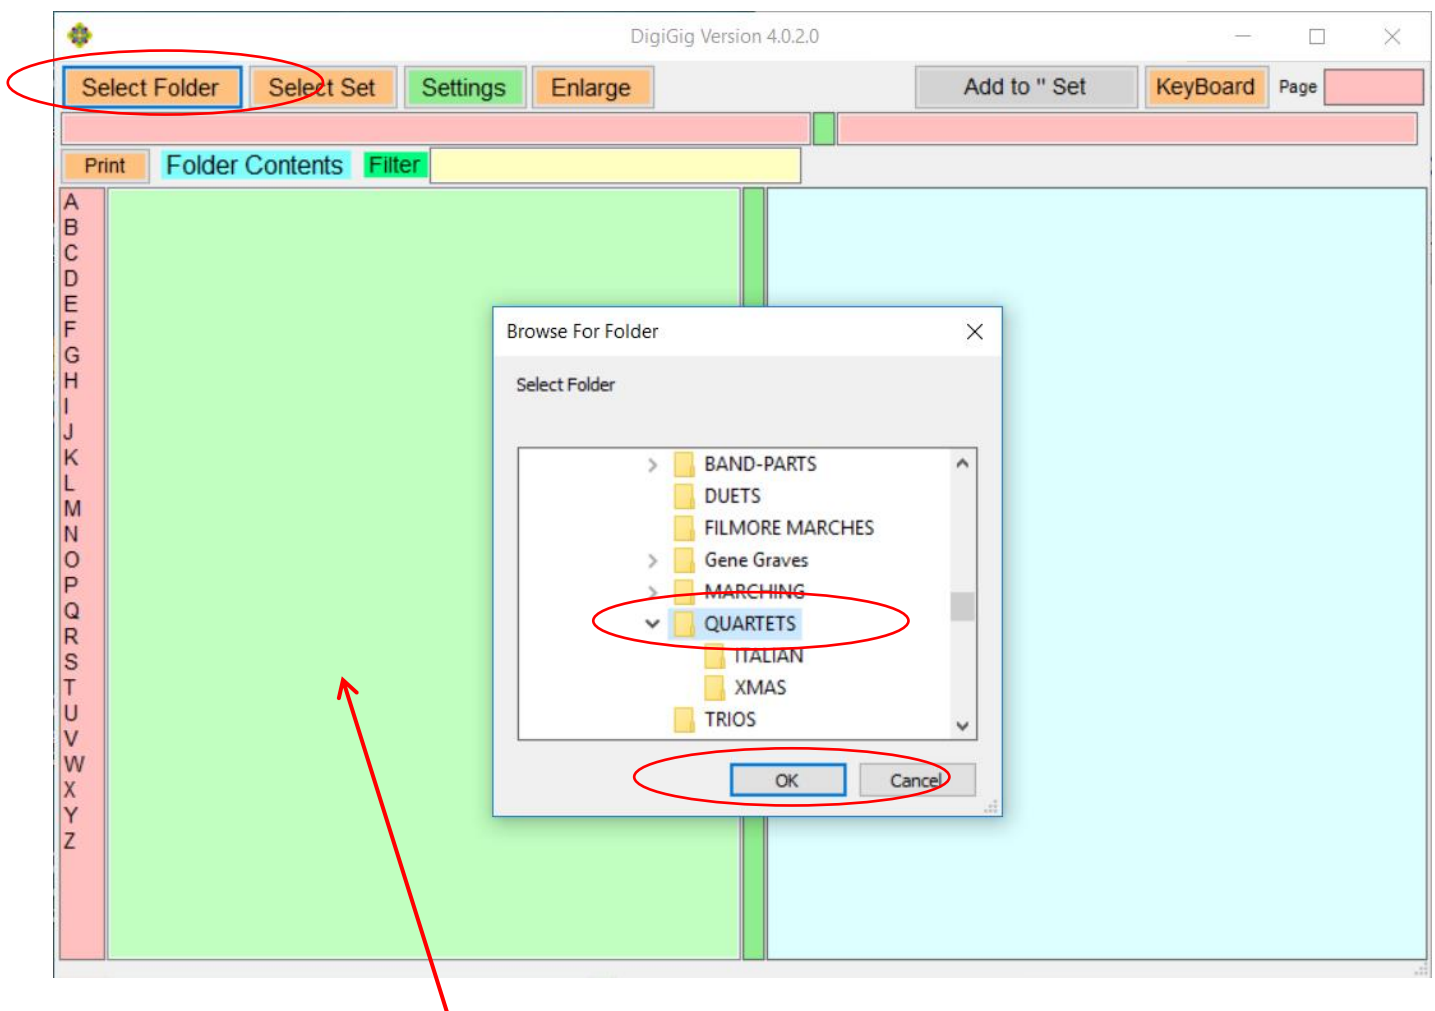 DigiGig Version 4.0.2.0
Select Folder Select Set Settings Enlarge Add to '' Set KeyBoard Page
Print Folder Contents Filter
A
B
C
D
E
F
G
H
I
J
K
L
M
N
O
P
Q
R
S
T
U
V
W
X
Y
Z
Browse For Folder
Select Folder
BAND-PARTS
DUETS
FILMORE MARCHES
Gene Graves
MARCHING
QUARTETS
ITALIAN
XMAS
TRIOS
OK Cancel